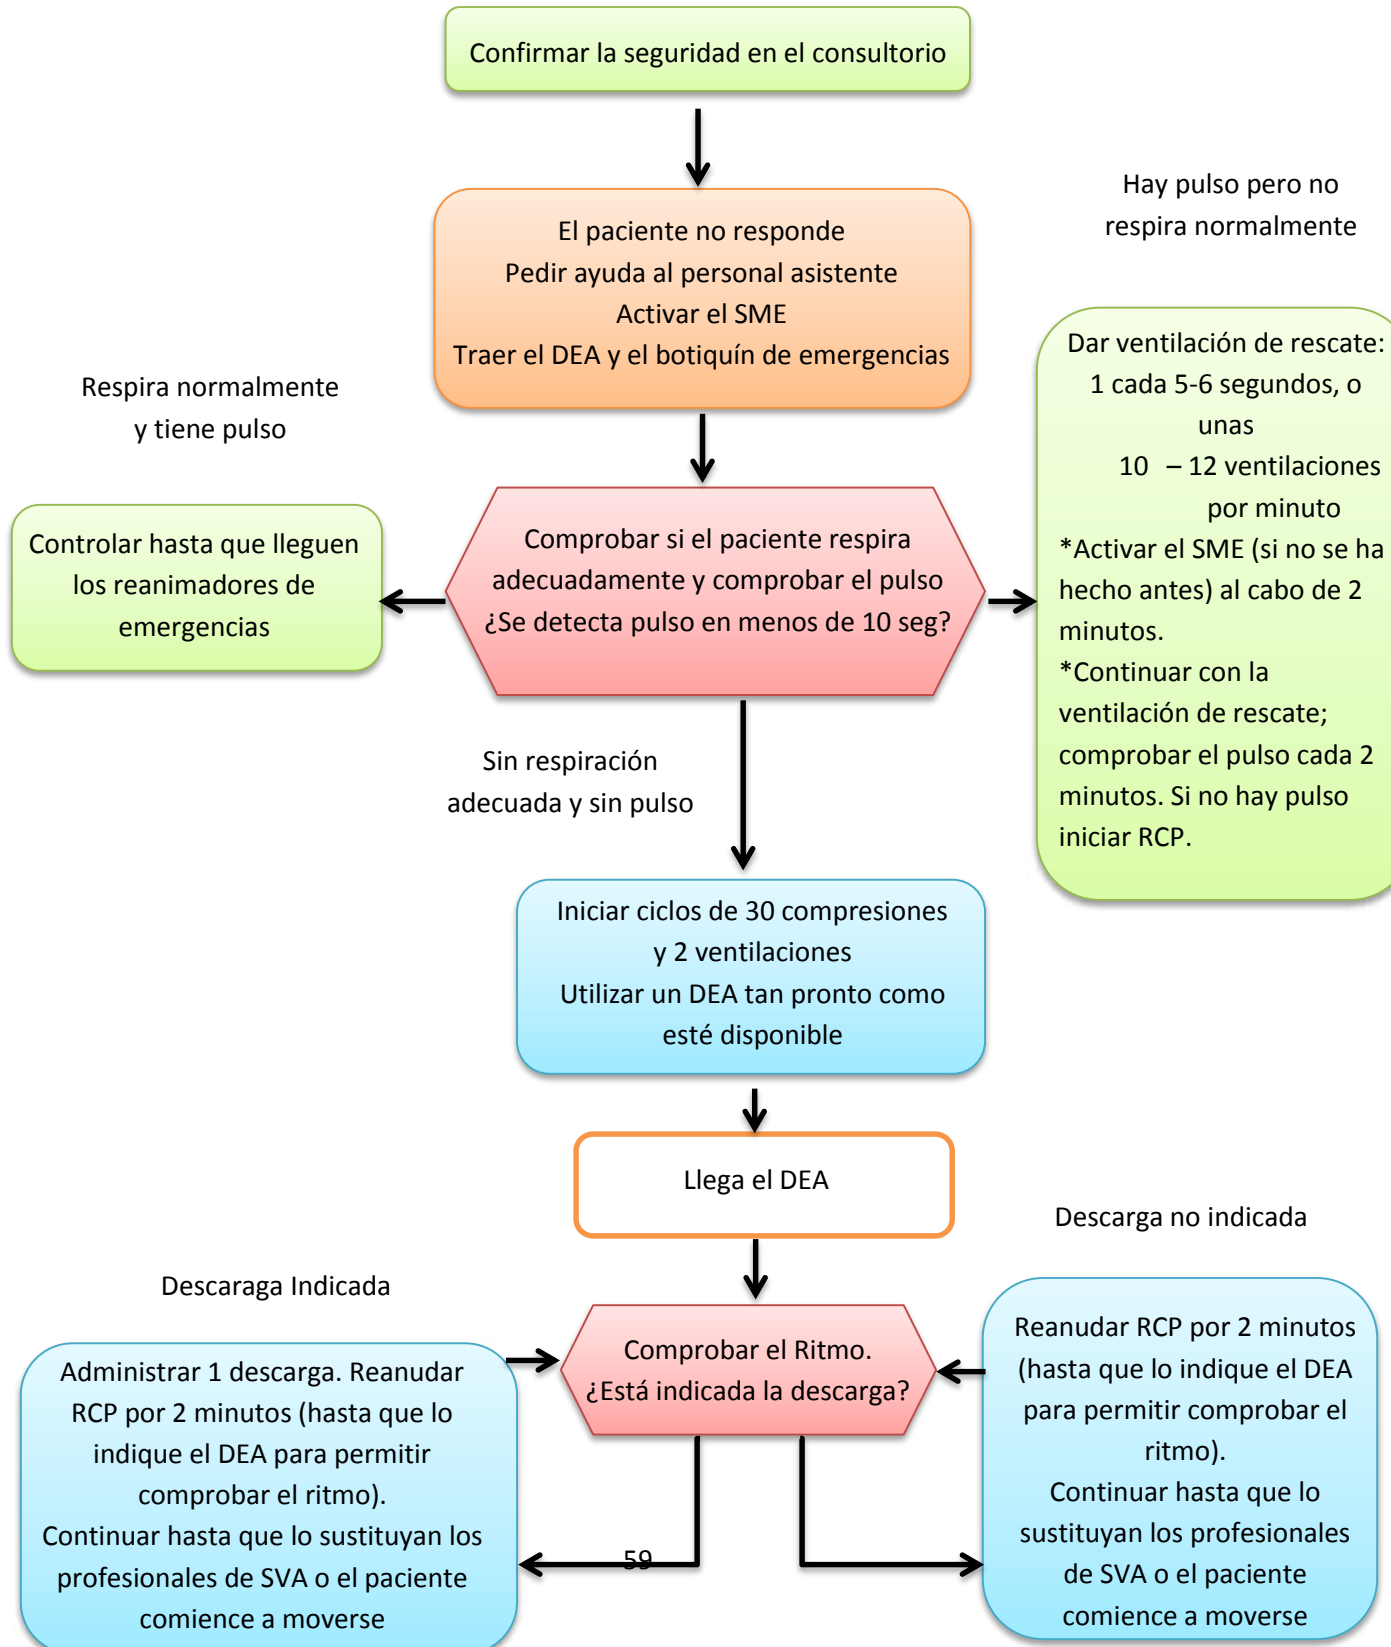 Confirmar la seguridad en el consultorio
El paciente no responde
Pedir ayuda al personal asistente
Activar el SME
Traer el DEA y el botiquín de emergencias
Hay pulso pero no
respira normalmente
Respira normalmente
y tiene pulso
Dar ventilación de rescate:
1 cada 5-6 segundos, o
unas
10 – 12 ventilaciones
por minuto
*Activar el SME (si no se ha
hecho antes) al cabo de 2
minutos.
*Continuar con la
ventilación de rescate;
comprobar el pulso cada 2
minutos. Si no hay pulso
iniciar RCP.
Controlar hasta que lleguen
los reanimadores de
emergencias
Comprobar si el paciente respira
adecuadamente y comprobar el pulso
¿Se detecta pulso en menos de 10 seg?
Sin respiración
adecuada y sin pulso
Iniciar ciclos de 30 compresiones
y 2 ventilaciones
Utilizar un DEA tan pronto como
esté disponible
Llega el DEA
Descarga no indicada
Descaraga Indicada
Comprobar el Ritmo.
¿Está indicada la descarga?
Administrar 1 descarga. Reanudar
RCP por 2 minutos (hasta que lo
indique el DEA para permitir
comprobar el ritmo).
Continuar hasta que lo sustituyan los
profesionales de SVA o el paciente
comience a moverse
Reanudar RCP por 2 minutos
(hasta que lo indique el DEA
para permitir comprobar el
ritmo).
Continuar hasta que lo
sustituyan los profesionales
de SVA o el paciente
comience a moverse
59